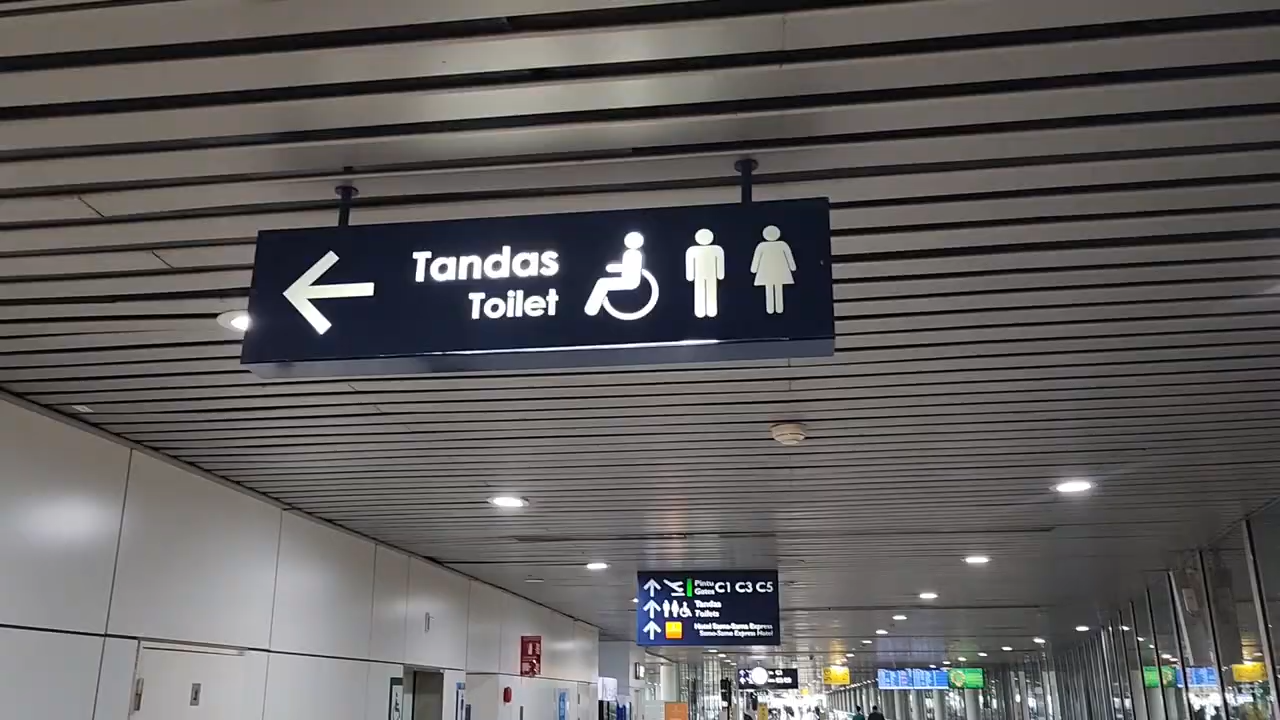 Tandas
Toilet
Pintu
Gates C1 C3 C5
Tandas
Toilets
Hotel Sama-Sama Express
Sama-Sama Express Hotel